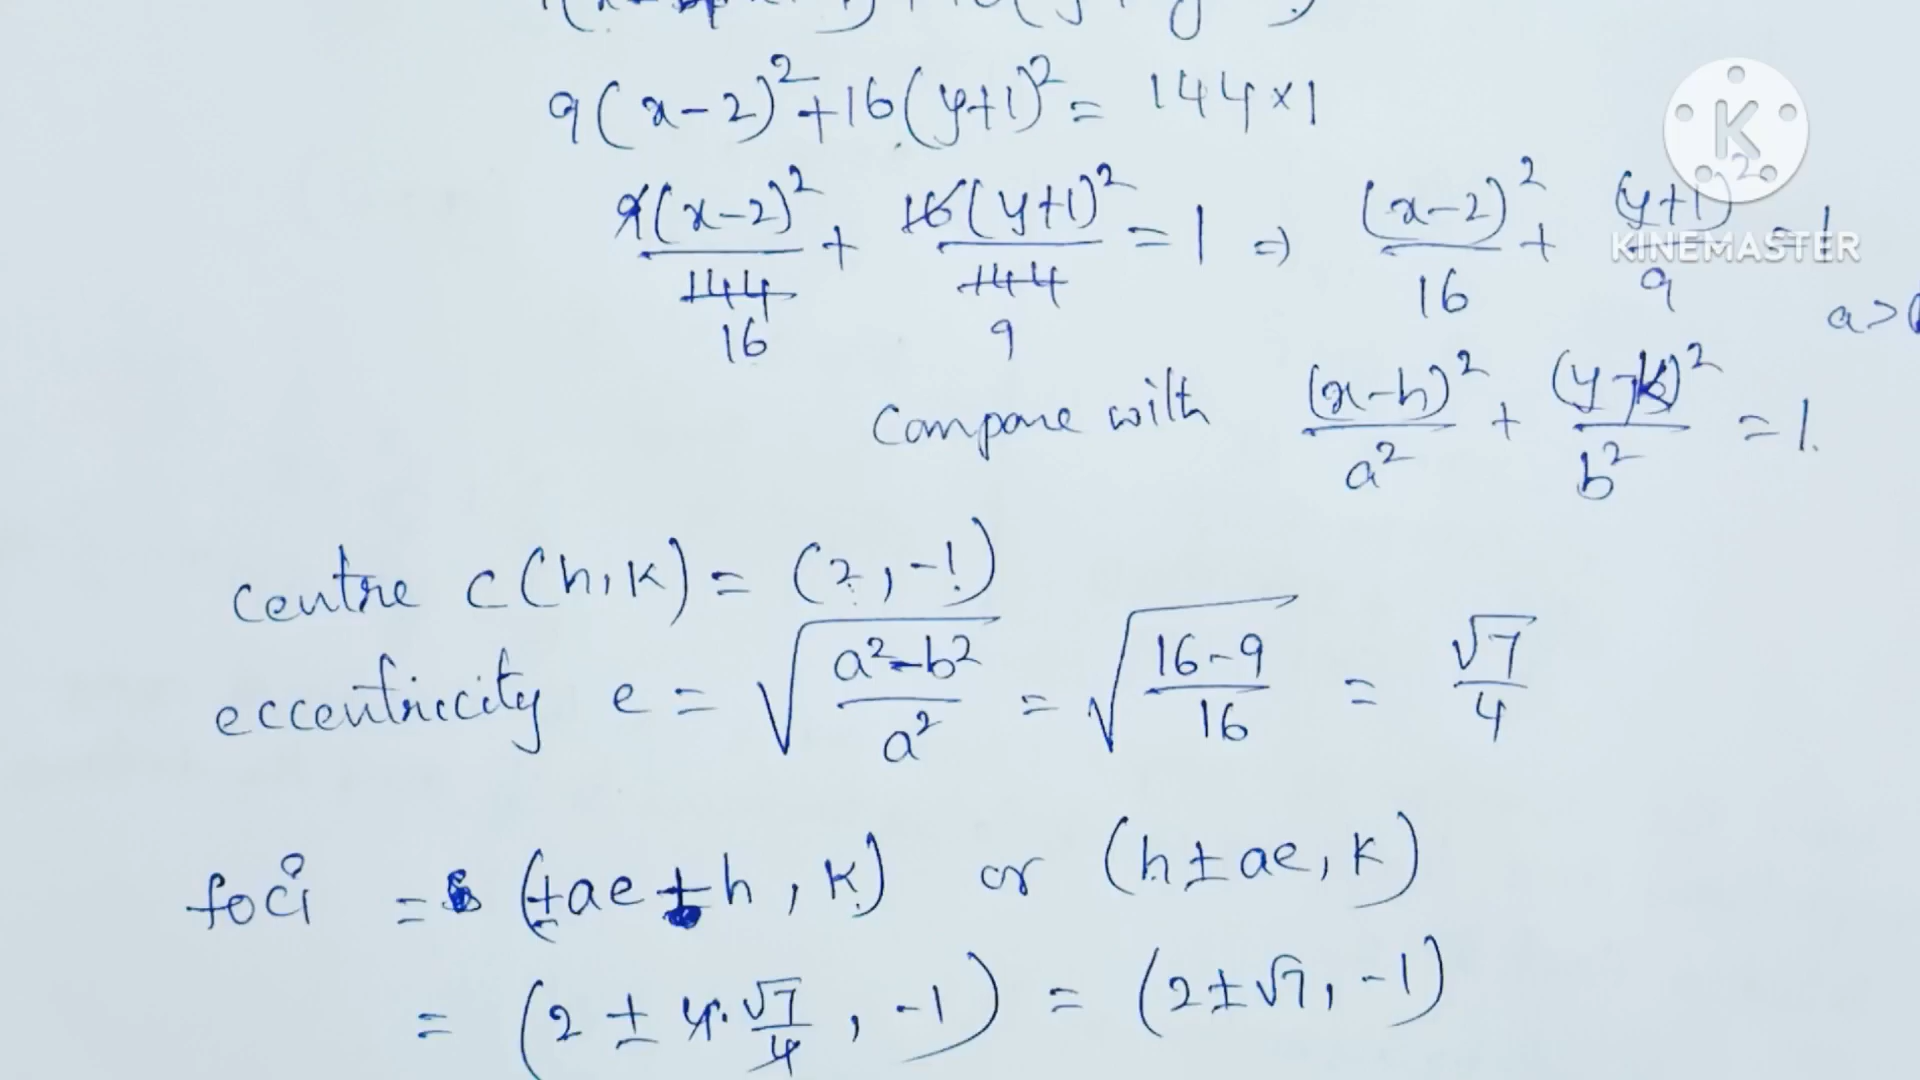 9(x-2)²+16(y+1)² = 144×1
9(x-2)²/144 16 + 16(y+1)²/144 9 = 1 ⇒ (x-2)²/16 + (y+1)²/9 = 1
a>
Compare with (x-h)²/a² + (y-k)²/b² = 1.
KINEMASTER
centre c(h,k) = (2,-1)
eccentricity e = √((a²-b²)/a²) = √((16-9)/16) = √7/4
foci = (±ae±h, k) or (h±ae, k)
= (2 ± 4·√7/4, -1) = (2±√7, -1)